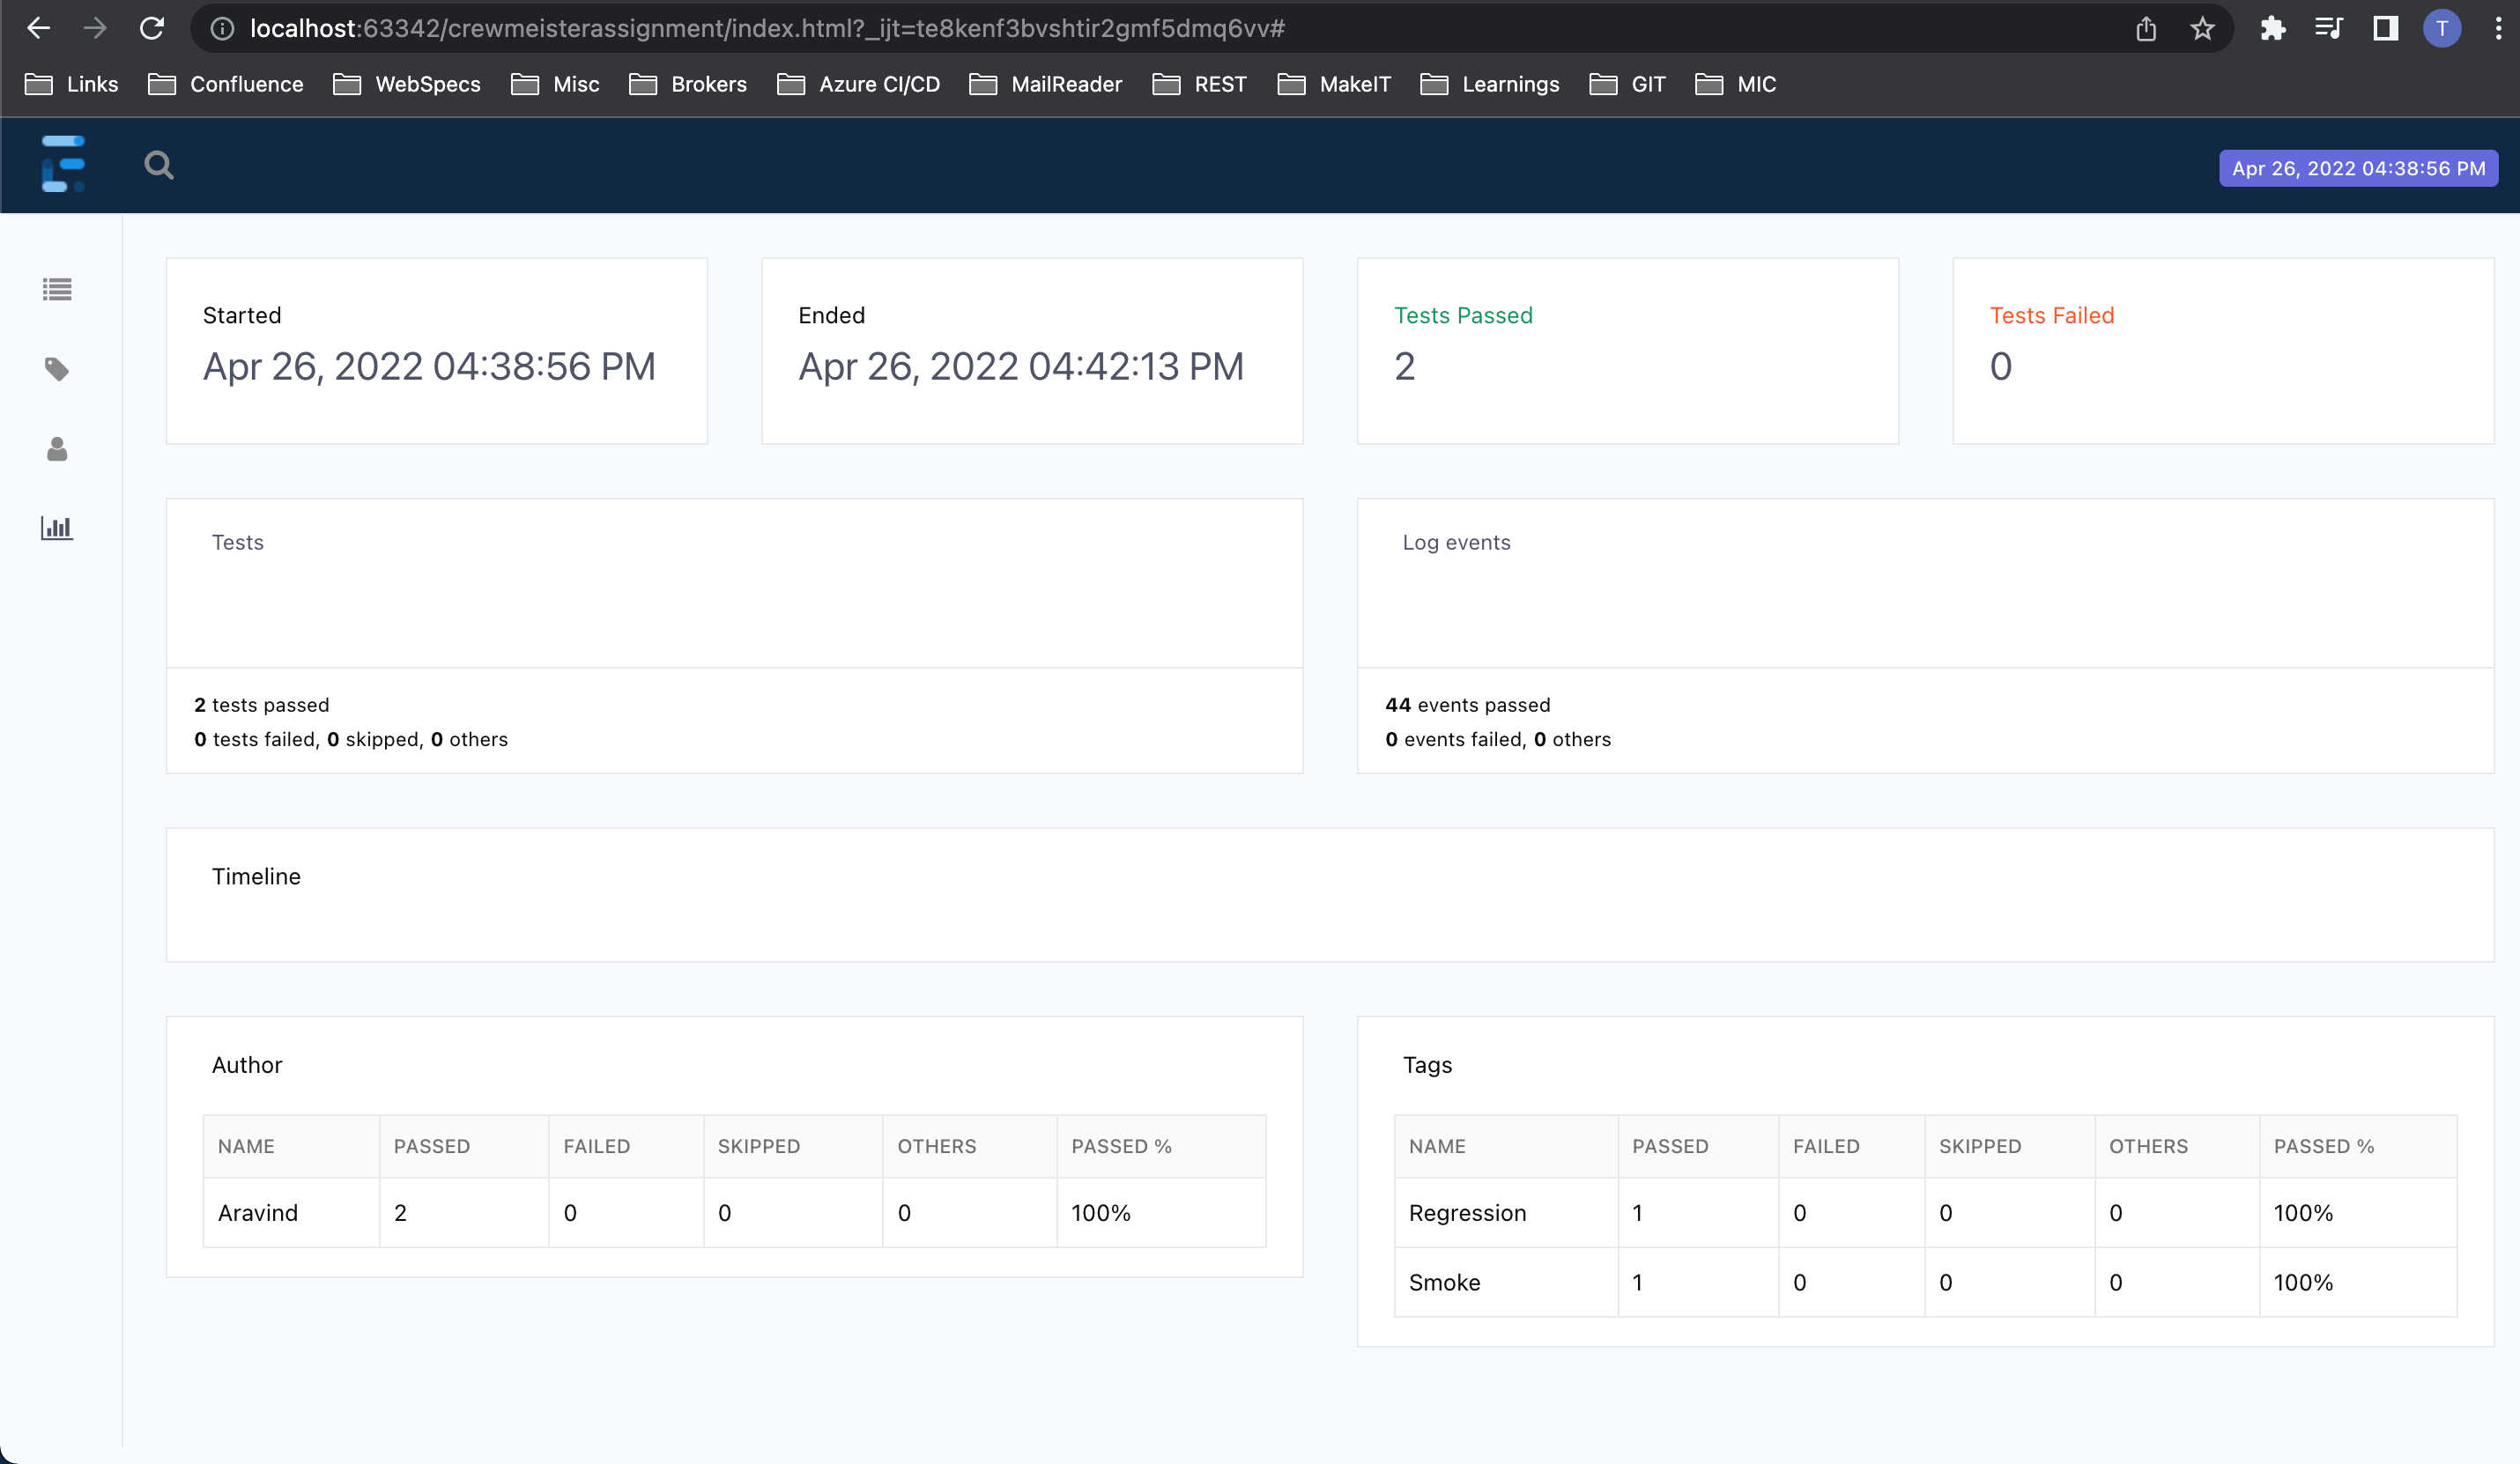 localhost:63342/crewmeisterassignment/index.html?_ijt=te8kenf3bvshtir2gmf5dmq6vv#
T
Links Confluence WebSpecs Misc Brokers Azure CI/CD MailReader REST MakeIT Learnings GIT MIC
Apr 26, 2022 04:38:56 PM
Started
Apr 26, 2022 04:38:56 PM
Ended
Apr 26, 2022 04:42:13 PM
Tests Passed
2
Tests Failed
0
Tests
2 tests passed
0 tests failed, 0 skipped, 0 others
Log events
44 events passed
0 events failed, 0 others
Timeline
Author
NAME PASSED FAILED SKIPPED OTHERS PASSED %
Aravind 2 0 0 0 100%
Tags
NAME PASSED FAILED SKIPPED OTHERS PASSED %
Regression 1 0 0 0 100%
Smoke 1 0 0 0 100%